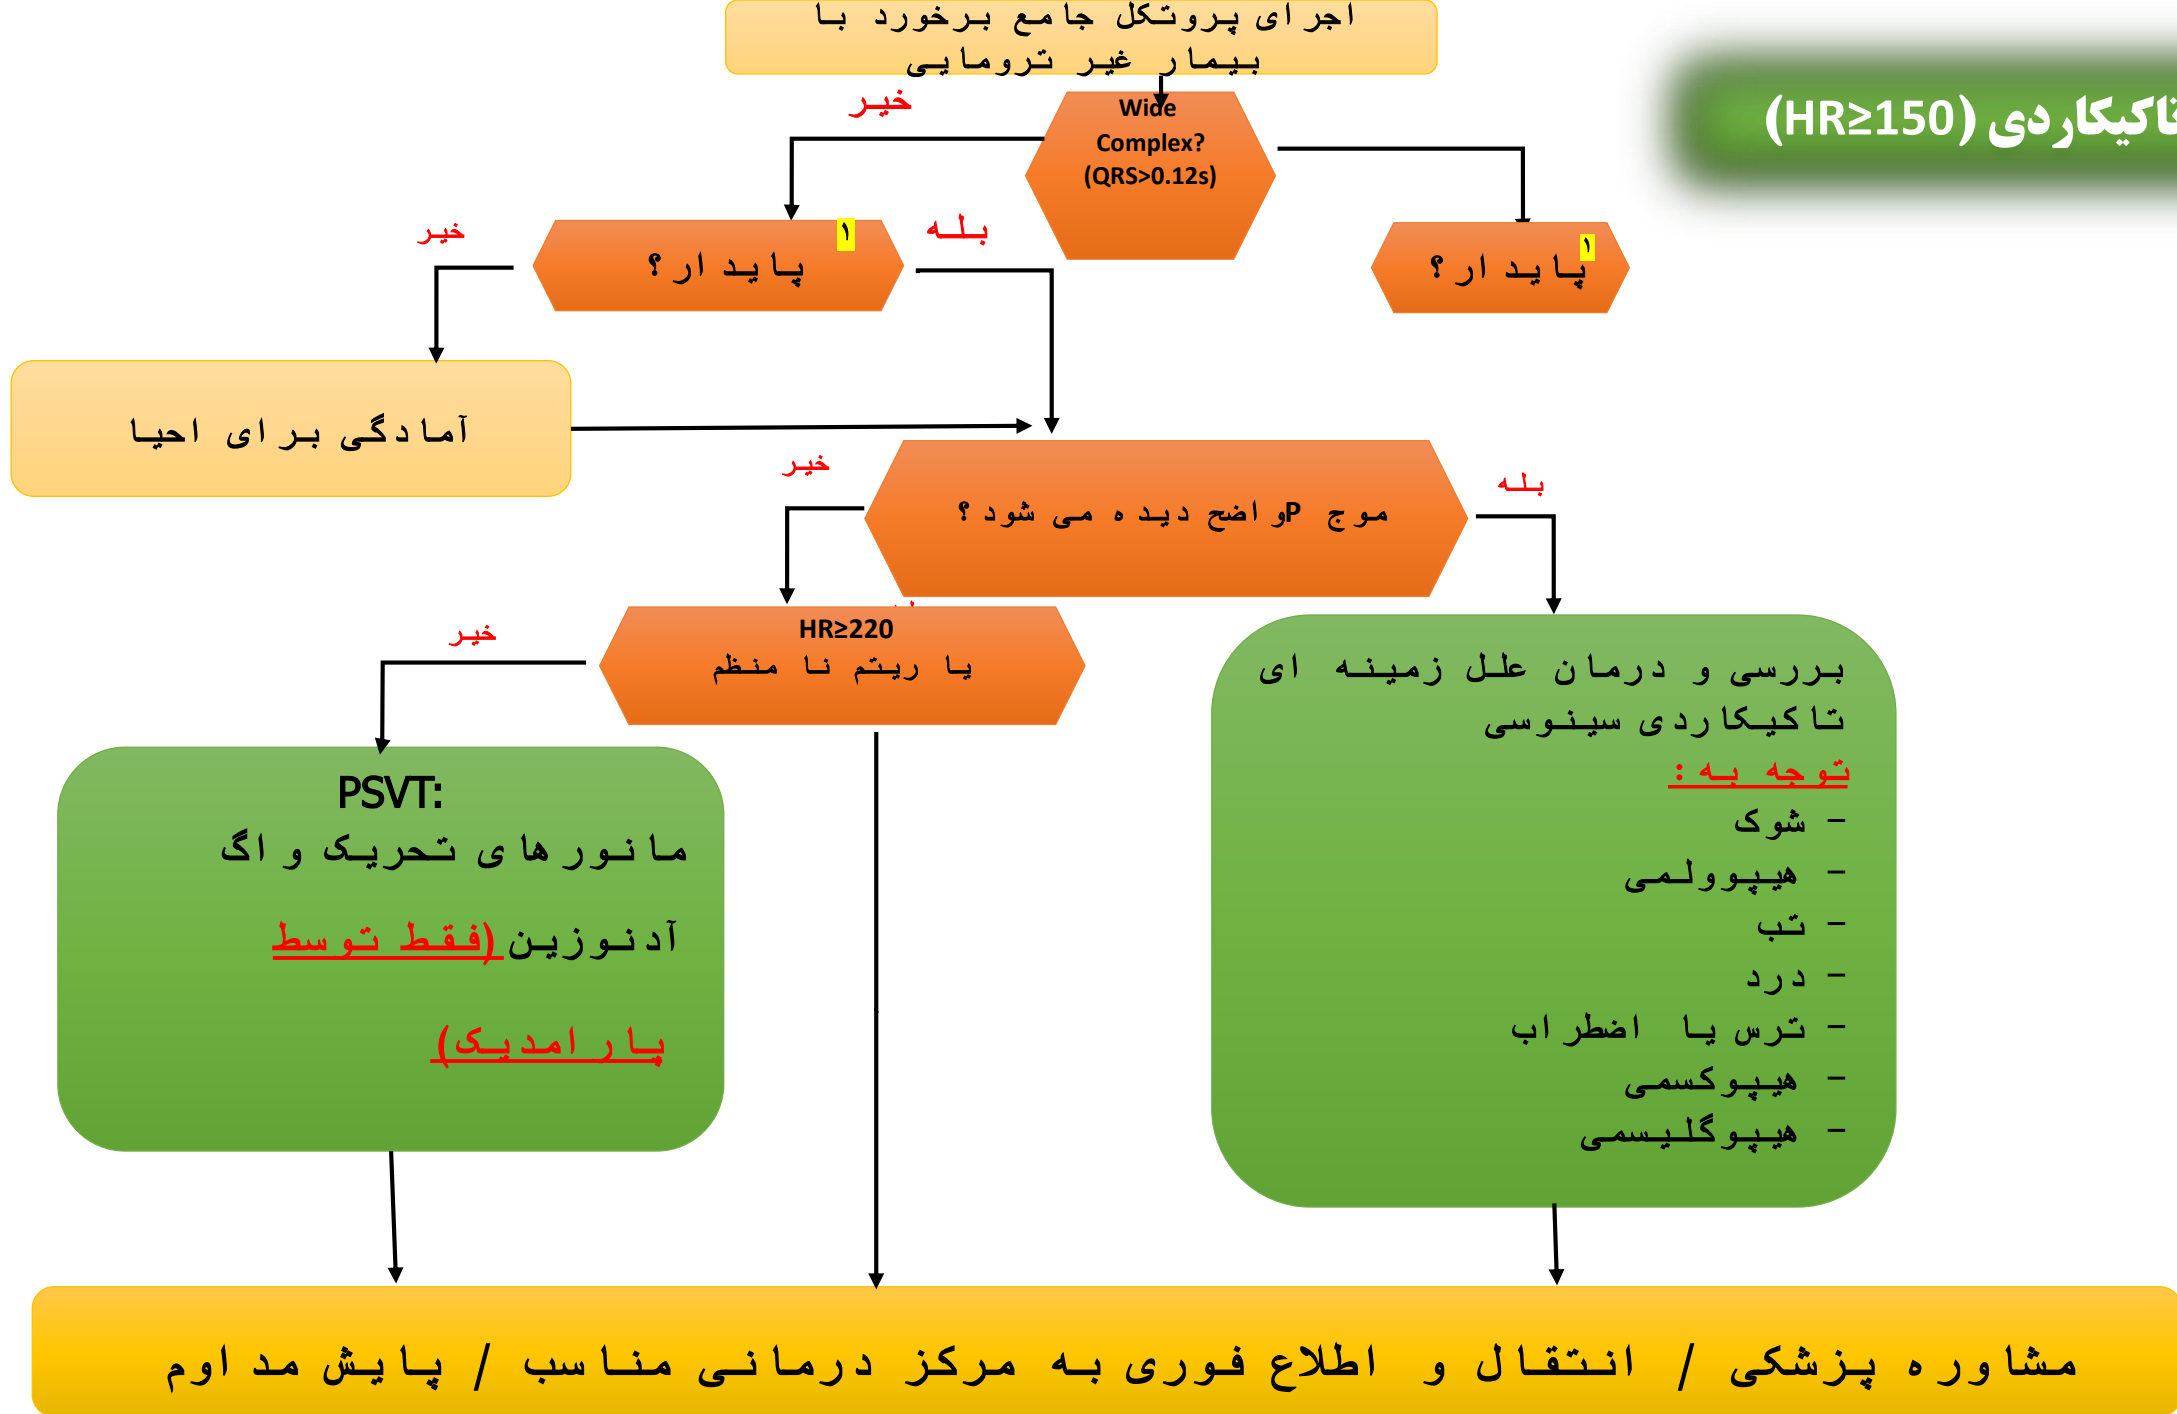 اجرای پروتکل جامع برخورد با
بیمار غیر ترومایی
تاکیکاردی (HR≥150)
خیر
Wide
Complex?
(QRS>0.12s)
خیر
۱
پایدار؟
بله
۱
پایدار؟
آمادگی برای احیا
خیر
موج P واضح دیده می شود؟
بله
خیر
HR≥220
یا ریتم نا منظم
بررسی و درمان علل زمینه ای
تاکیکاردی سینوسی
توجه به:
- شوک
- هیپوولمی
- تب
- درد
- ترس یا اضطراب
- هیپوکسمی
- هیپوگلیسمی
PSVT:
مانورهای تحریک واگ
آدنوزین (فقط توسط
پارامدیک)
مشاوره پزشکی / انتقال و اطلاع فوری به مرکز درمانی مناسب / پایش مداوم